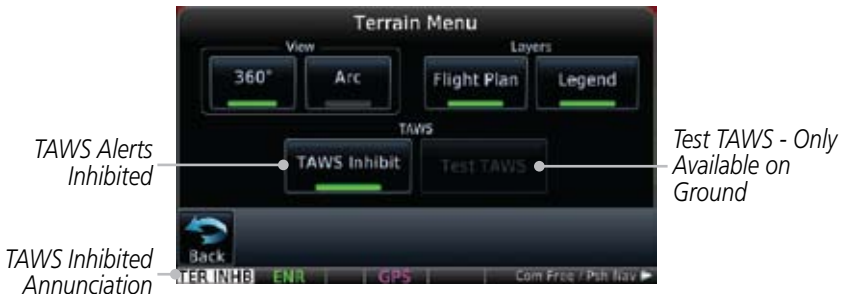 Terrain Menu
View
Layers
360°
Arc
Flight Plan
Legend
TAWS
TAWS Alerts
Inhibited
TAWS Inhibit
Test TAWS
Test TAWS - Only
Available on
Ground
Back
TAWS Inhibited
Annunciation
TER INHB ENR GPS Com Freq / Psh Nav